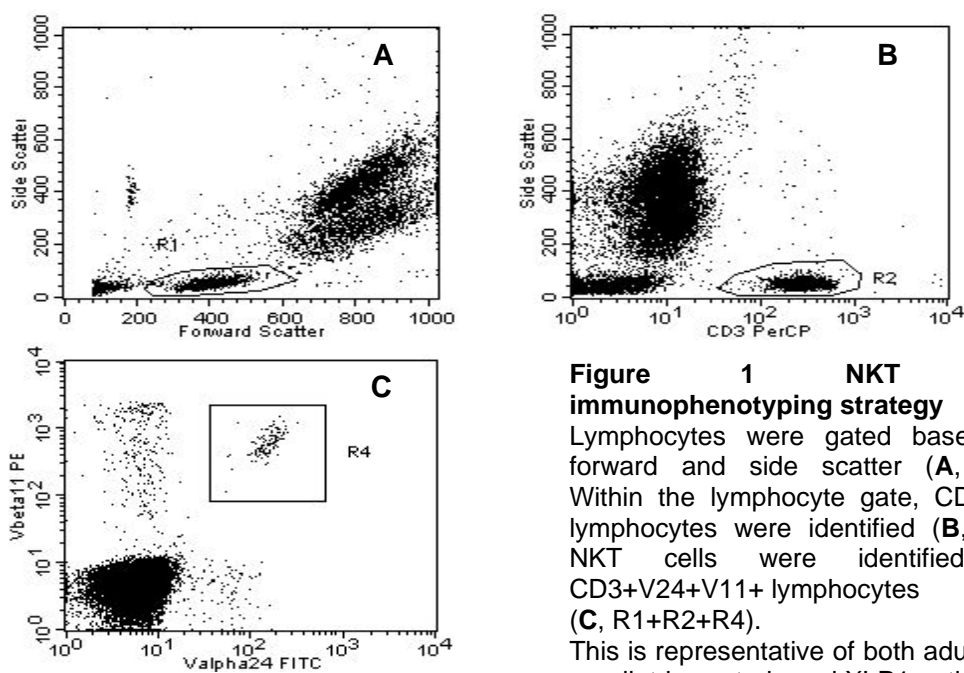 A
1000
800
600
400
200
0
Side Scatter
R1
0 200 400 600 800 1000
Forward Scatter
B
1000
800
600
400
200
0
Side Scatter
R2
10^0 10^1 10^2 10^3 10^4
CD3 PerCP
C
10^4
10^3
10^2
10^1
10^0
Vbeta11 PE
R4
10^0 10^1 10^2 10^3 10^4
Valpha24 FITC
Figure 1 NKT
immunophenotyping strategy
Lymphocytes were gated base
forward and side scatter (A,
Within the lymphocyte gate, CD
lymphocytes were identified (B,
NKT cells were identified
CD3+V24+V11+ lymphocytes
(C, R1+R2+R4).
This is representative of both adu